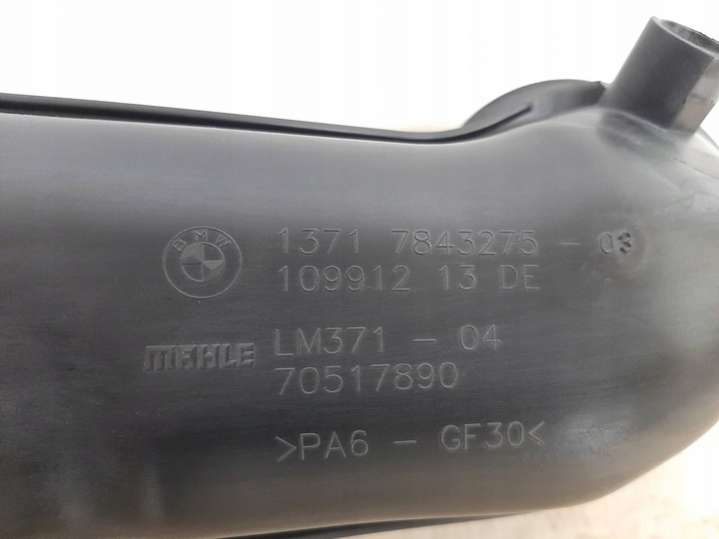 BMW
1371 7843275 - 03
109912 13 DE
MAHLE
LM371 - 04
70517890
>PA6 - GF30<